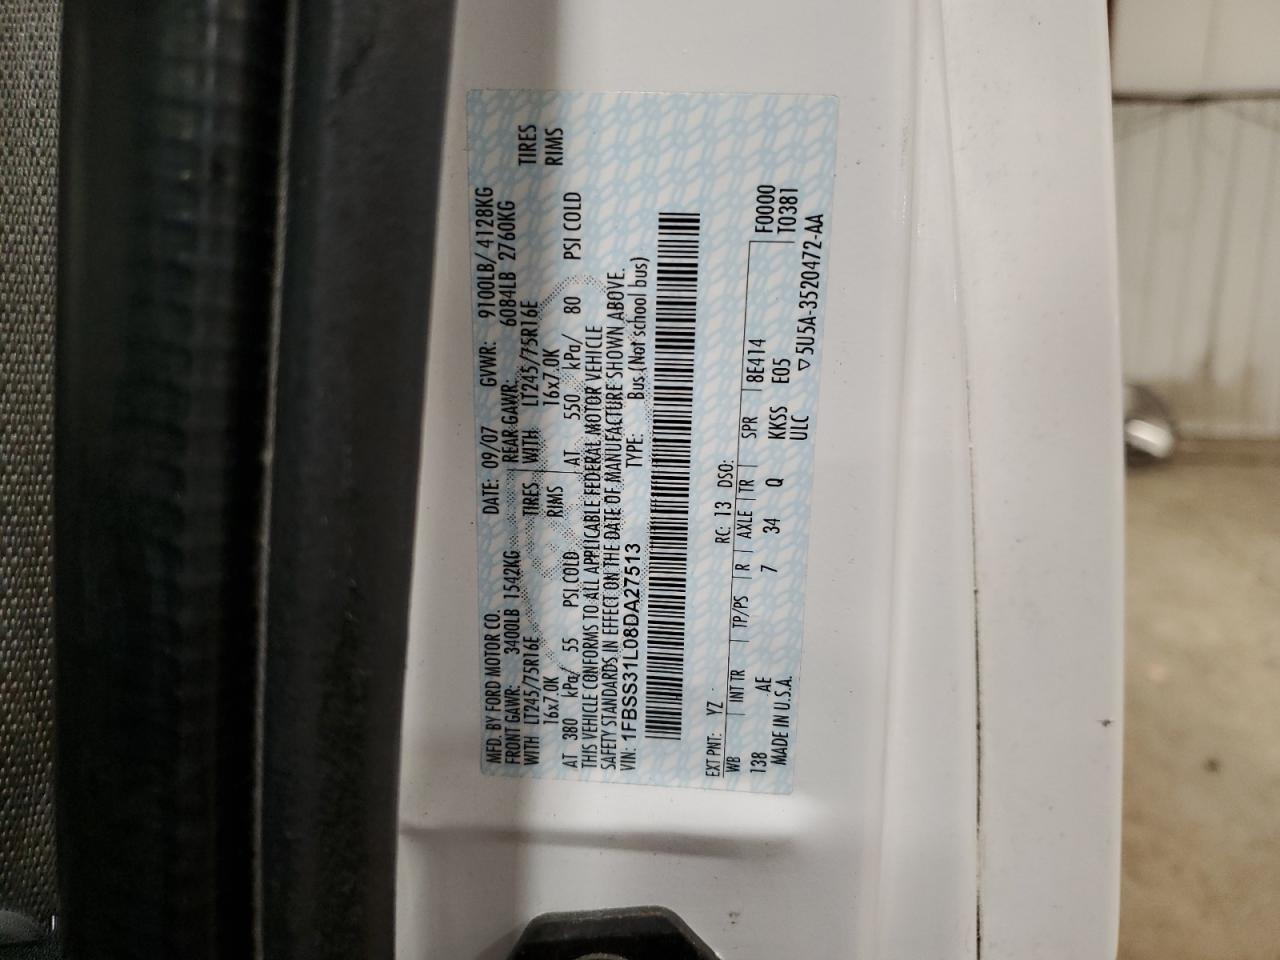 MFD. BY FORD MOTOR CO. DATE: 09/07 GVWR: 9100LB/ 4128KG
FRONT GAWR: 3400LB 1542KG REAR GAWR: 6084LB 2760KG
WITH LT245/75R16E TIRES WITH LT245/75R16E TIRES
16x7.0K RIMS 16x7.0K RIMS
AT 380 kPa/ 55 PSI COLD AT 550 kPa/ 80 PSI COLD
THIS VEHICLE CONFORMS TO ALL APPLICABLE FEDERAL MOTOR VEHICLE
SAFETY STANDARDS IN EFFECT ON THE DATE OF MANUFACTURE SHOWN ABOVE.
VIN: 1FBSS31L08DA27513 TYPE: Bus (Not school bus)
EXT PNT: YZ RC: 13 DSO:
WB INT TR TP/PS R AXLE TR SPR F0000
138 AE 7 34 Q KKSS 8E414 T0381
MADE IN U.S.A. ULC E05
▽5U5A-3520472-AA